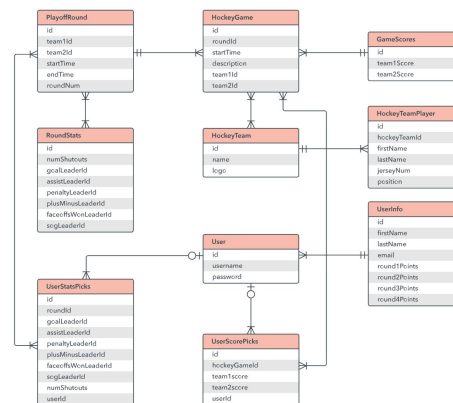 PlayoffRound
id
team1Id
team2Id
startTime
endTime
roundNum
HockeyGame
id
roundId
startTime
description
team1Id
team2Id
GameScores
id
team1Score
team2Score
RoundStats
id
numShutouts
goalLeaderId
assistLeaderId
penaltyLeaderId
plusMinusLeaderId
faceoffsWonLeaderId
sogLeaderId
HockeyTeam
id
name
logo
HockeyTeamPlayer
id
hockeyTeamId
firstName
lastName
jerseyNum
position
User
id
username
password
UserInfo
id
firstName
lastName
email
round1Points
round2Points
round3Points
round4Points
UserStatsPicks
id
roundId
goalLeaderId
assistLeaderId
penaltyLeaderId
plusMinusLeaderId
faceoffsWonLeaderId
sogLeaderId
numShutouts
userId
UserScorePicks
id
hockeyGameId
team1score
team2score
userId